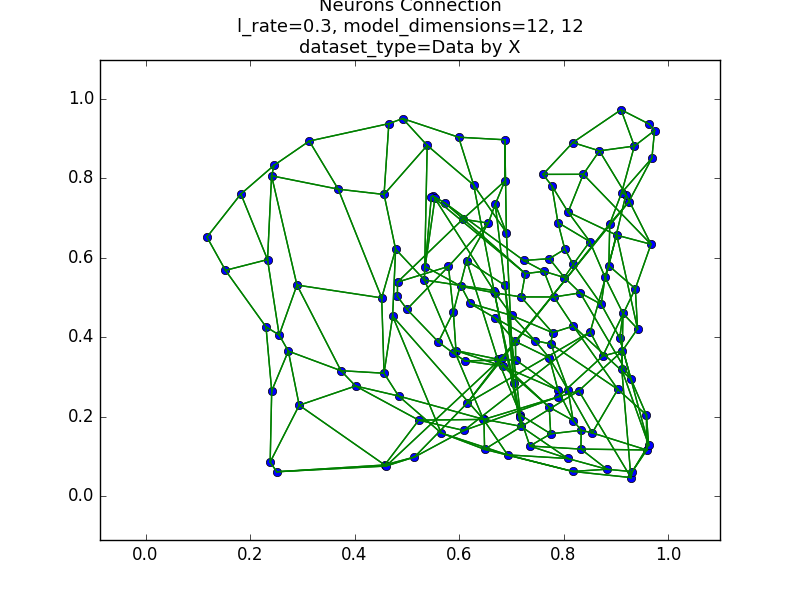 Neurons Connection
l_rate=0.3, model_dimensions=12, 12
dataset_type=Data by X
1.0
0.8
0.6
0.4
0.2
0.0
0.0 0.2 0.4 0.6 0.8 1.0